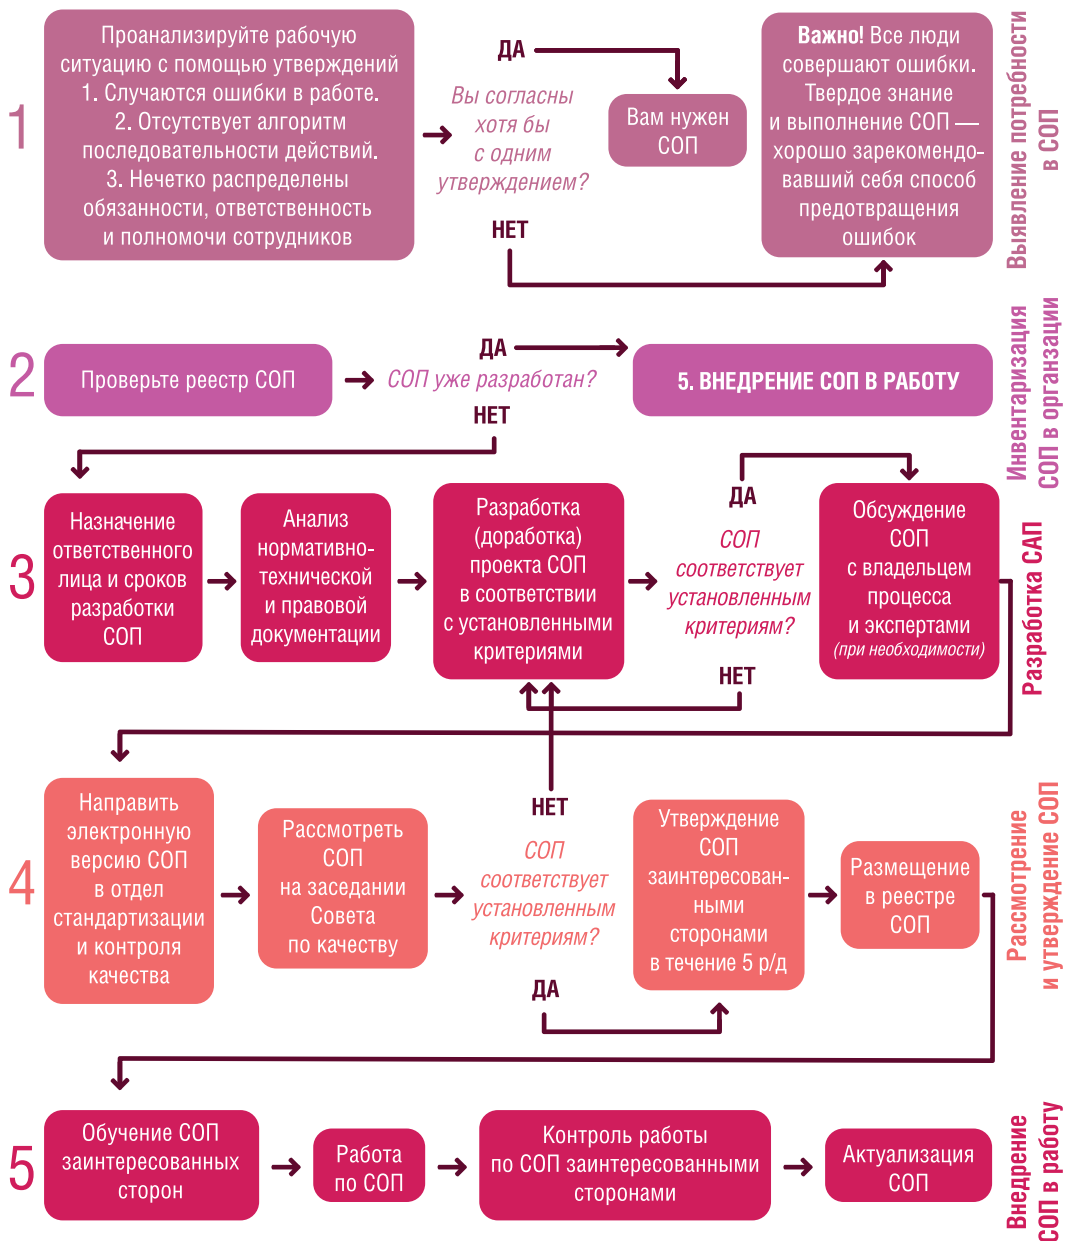 1
Проанализируйте рабочую
ситуацию с помощью утверждений
1. Случаются ошибки в работе.
2. Отсутствует алгоритм
последовательности действий.
3. Нечетко распределены
обязанности, ответственность
и полномочи сотрудников
Вы согласны
хотя бы
с одним
утверждением?
ДА
Вам нужен
СОП
НЕТ
Важно! Все люди
совершают ошибки.
Твердое знание
и выполнение СОП —
хорошо зарекомендо-
вавший себя способ
предотвращения
ошибок
Выявление потребности
в СОП
2
Проверьте реестр СОП
СОП уже разработан?
ДА
5. ВНЕДРЕНИЕ СОП В РАБОТУ
НЕТ
Инвентаризация
СОП в органзации
3
Назначение
ответственного
лица и сроков
разработки
СОП
Анализ
нормативно-
технической
и правовой
документации
Разработка
(доработка)
проекта СОП
в соответствии
с установленными
критериями
ДА
СОП
соответствует
установленным
критериям?
НЕТ
Обсуждение
СОП
с владельцем
процесса
и экспертами
(при необходимости)
Разработка САП
4
Направить
электронную
версию СОП
в отдел
стандартизации
и контроля
качества
Рассмотреть
СОП
на заседании
Совета
по качеству
НЕТ
СОП
соответствует
установленным
критериям?
ДА
Утверждение
СОП
заинтересован-
ными
сторонами
в течение 5 р/д
Размещение
в реестре
СОП
Рассмотрение
и утверждение СОП
5
Обучение СОП
заинтересованных
сторон
Работа
по СОП
Контроль работы
по СОП заинтересованными
сторонами
Актуализация
СОП
Внедрение
СОП в работу